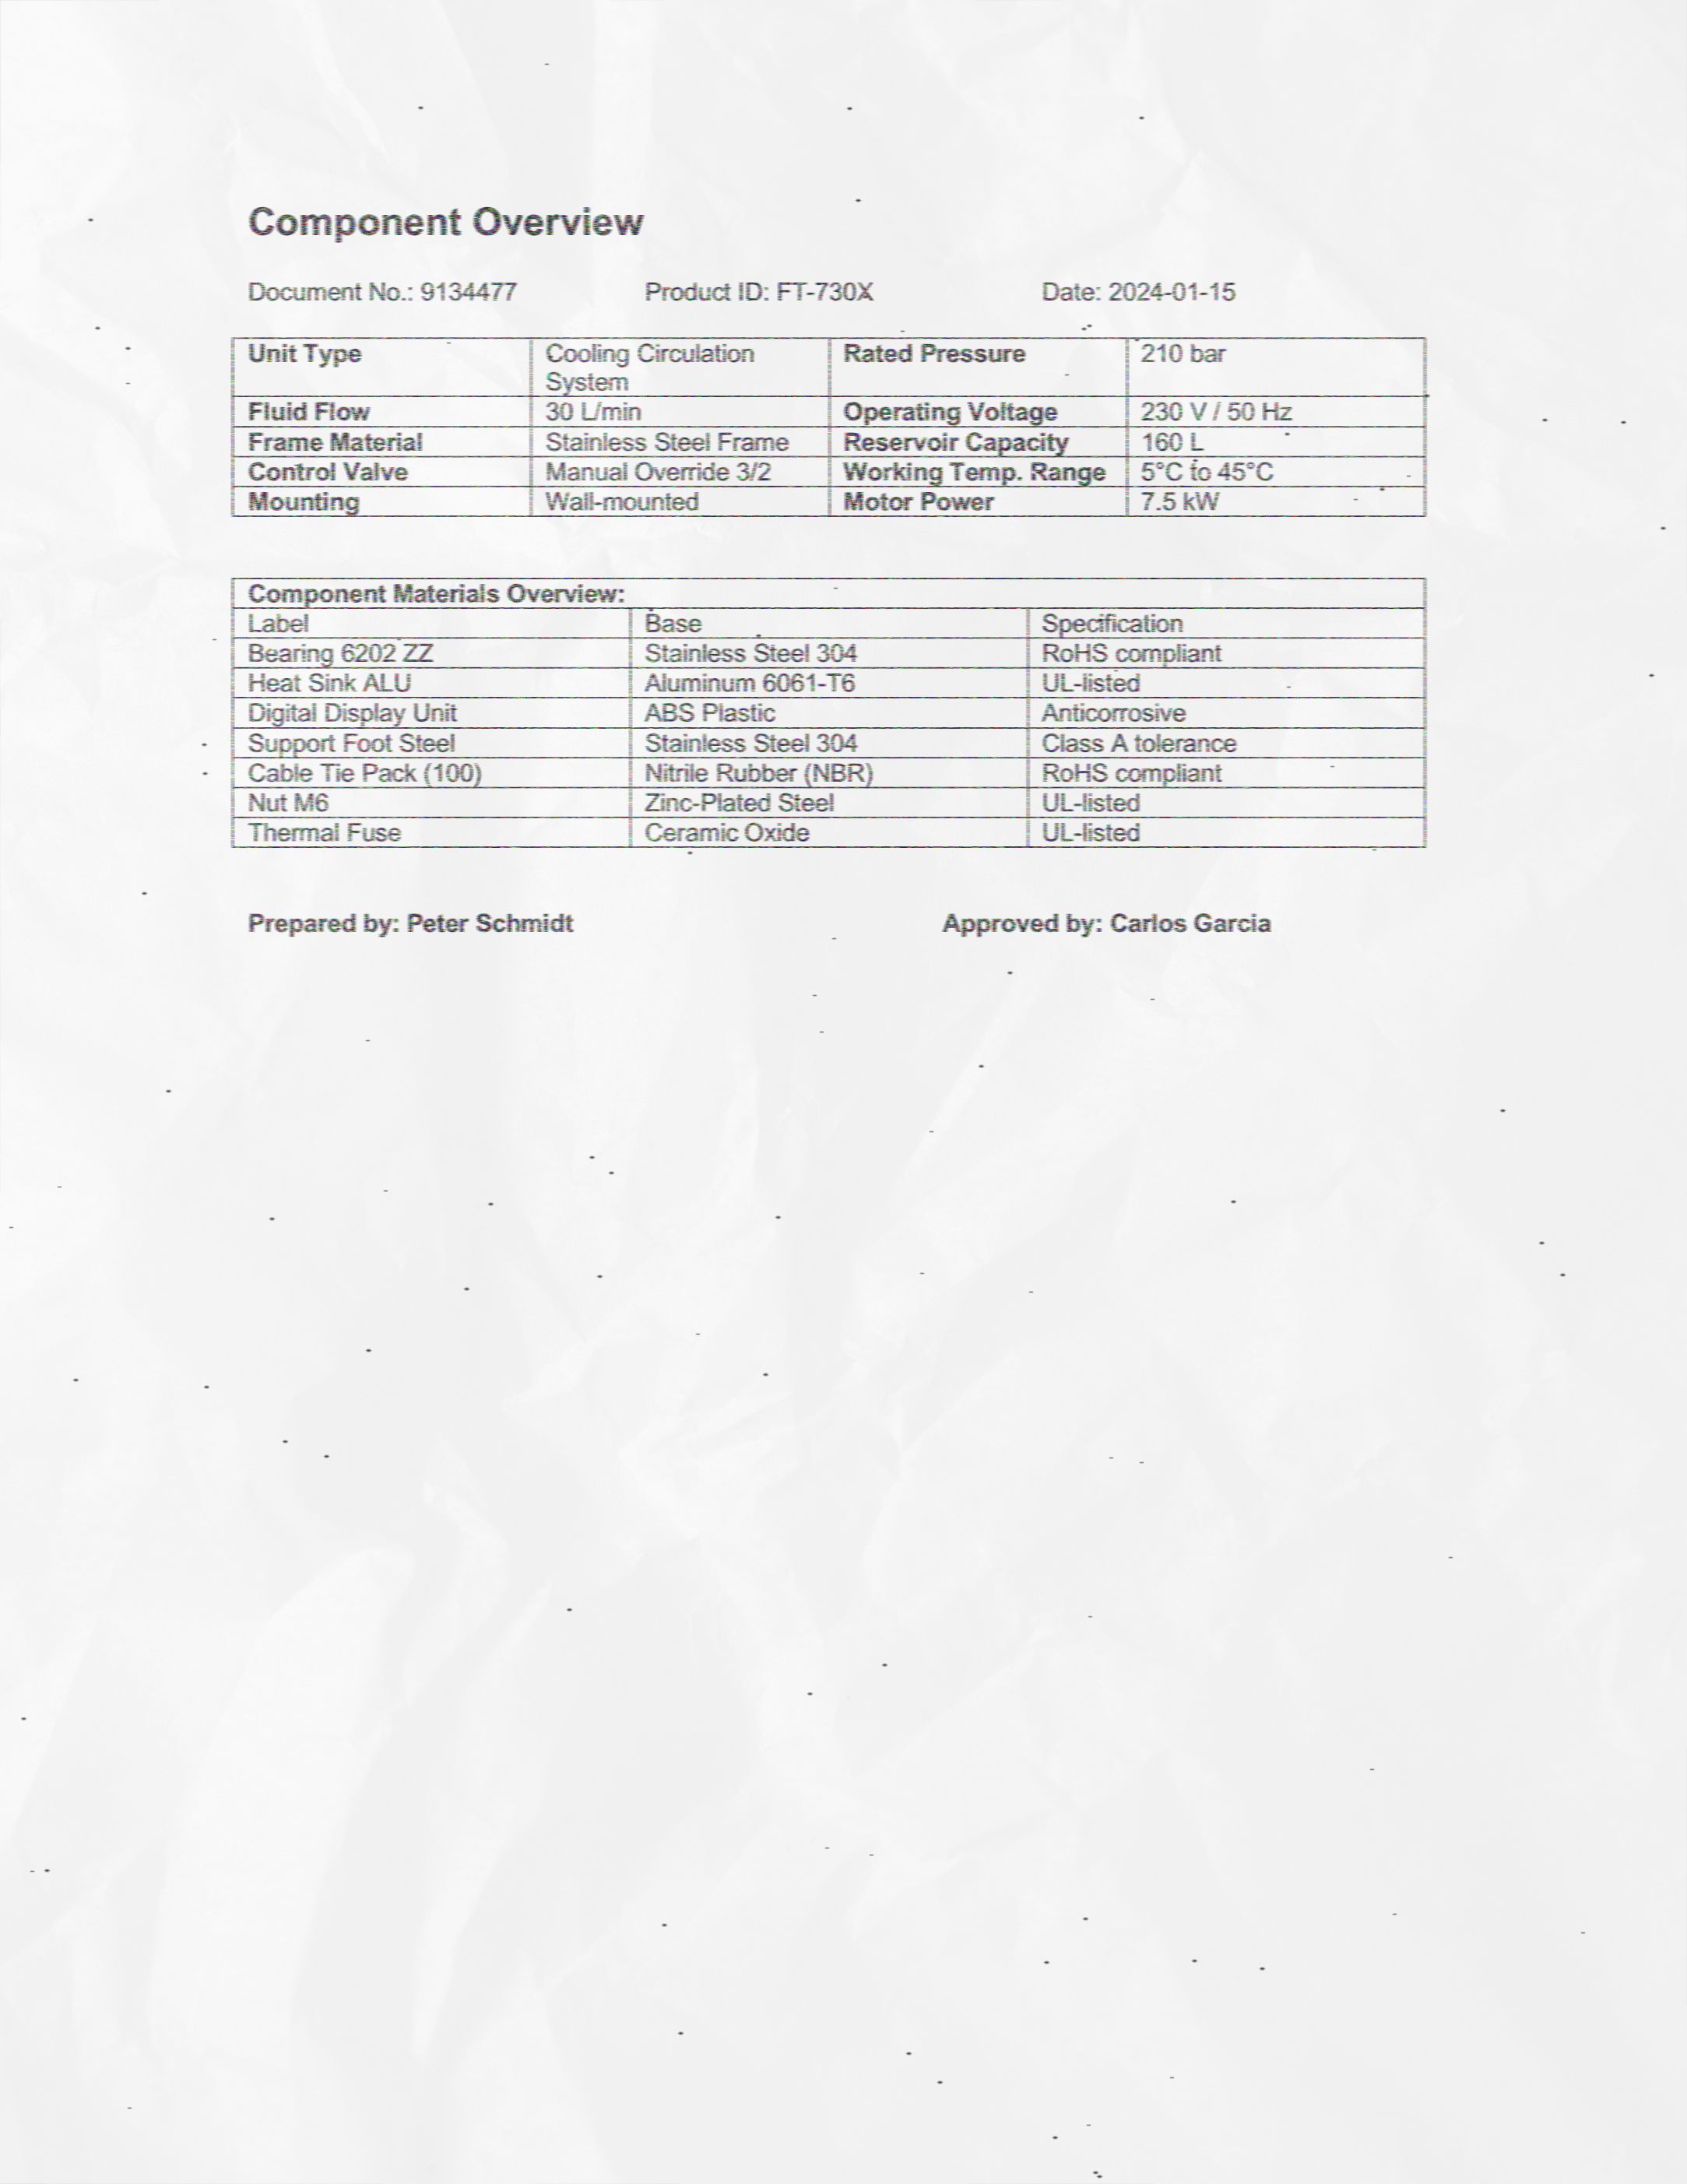 Component Overview
Document No.: 9134477 Product ID: FT-730X Date: 2024-01-15
Unit Type Cooling Circulation System Rated Pressure 210 bar
Fluid Flow 30 L/min Operating Voltage 230 V / 50 Hz
Frame Material Stainless Steel Frame Reservoir Capacity 160 L
Control Valve Manual Override 3/2 Working Temp. Range 5°C to 45°C
Mounting Wall-mounted Motor Power 7.5 kW
Component Materials Overview:
Label Base Specification
Bearing 6202 ZZ Stainless Steel 304 RoHS compliant
Heat Sink ALU Aluminum 6061-T6 UL-listed
Digital Display Unit ABS Plastic Anticorrosive
Support Foot Steel Stainless Steel 304 Class A tolerance
Cable Tie Pack (100) Nitrile Rubber (NBR) RoHS compliant
Nut M6 Zinc-Plated Steel UL-listed
Thermal Fuse Ceramic Oxide UL-listed
Prepared by: Peter Schmidt Approved by: Carlos Garcia